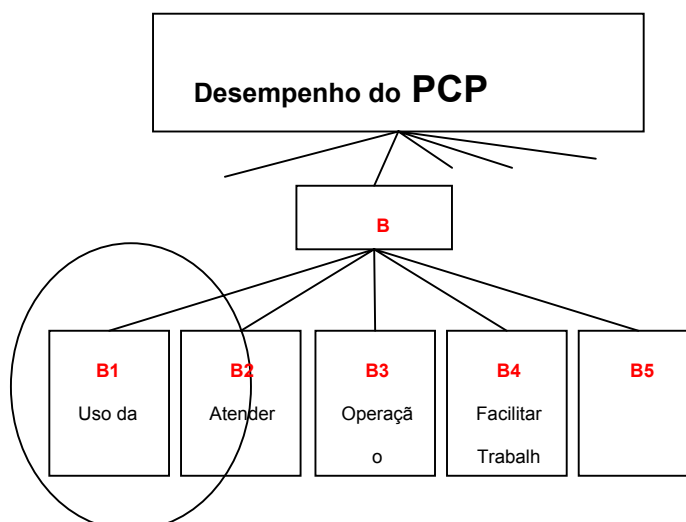 Desempenho do PCP
B
B1 B2 B3 B4 B5
Uso da Atender Operaçã Facilitar
o Trabalh